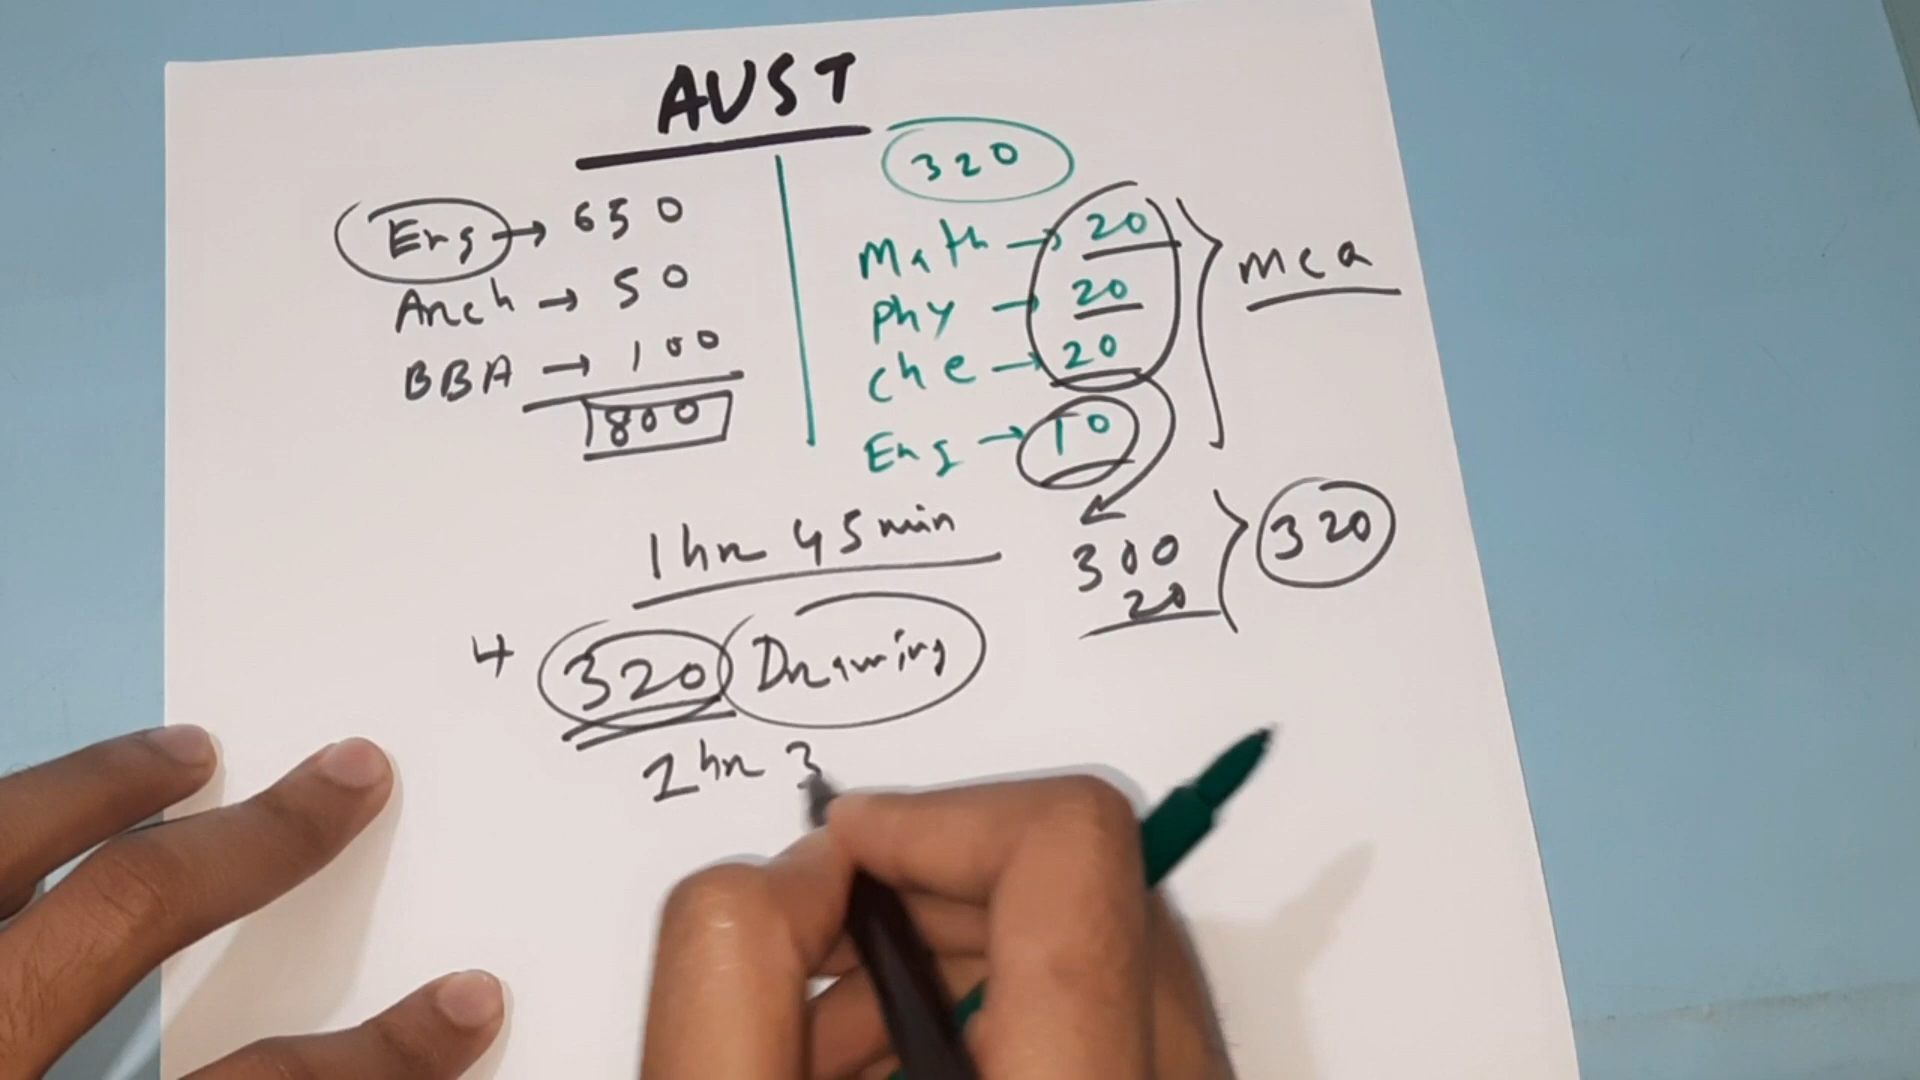 AUST
Eng → 650
Arch → 50
BBA → 100
800
320
Math → 20
Phy → 20
Che → 20
Eng → 10
mca
1 hr 45 min
300
20
320
4 320 Drawing
2 hr 3